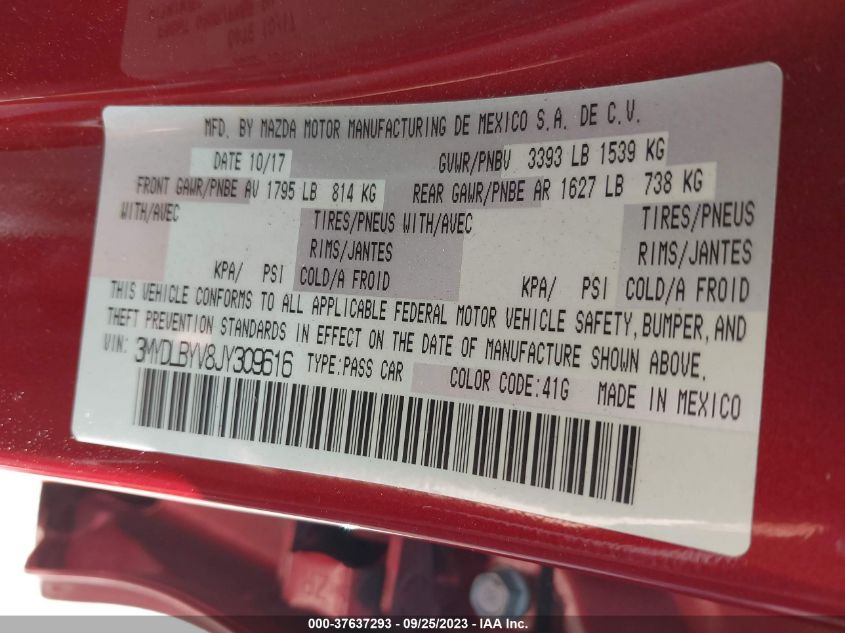 MFD. BY MAZDA MOTOR MANUFACTURING DE MEXICO S.A. DE C.V.
DATE 10/17 GVWR/PNBV 3393 LB 1539 KG
FRONT GAWR/PNBE AV 1795 LB 814 KG REAR GAWR/PNBE AR 1627 LB 738 KG
WITH/AVEC TIRES/PNEUS WITH/AVEC TIRES/PNEUS
RIMS/JANTES RIMS/JANTES
KPA/ PSI COLD/A FROID KPA/ PSI COLD/A FROID
THIS VEHICLE CONFORMS TO ALL APPLICABLE FEDERAL MOTOR VEHICLE SAFETY, BUMPER, AND
THEFT PREVENTION STANDARDS IN EFFECT ON THE DATE OF MANUFACTURE SHOWN ABOVE.
VIN: 3MYDLBYV8JY309616 TYPE:PASS CAR COLOR CODE:41G MADE IN MEXICO
000-37637293 - 09/25/2023 - IAA Inc.